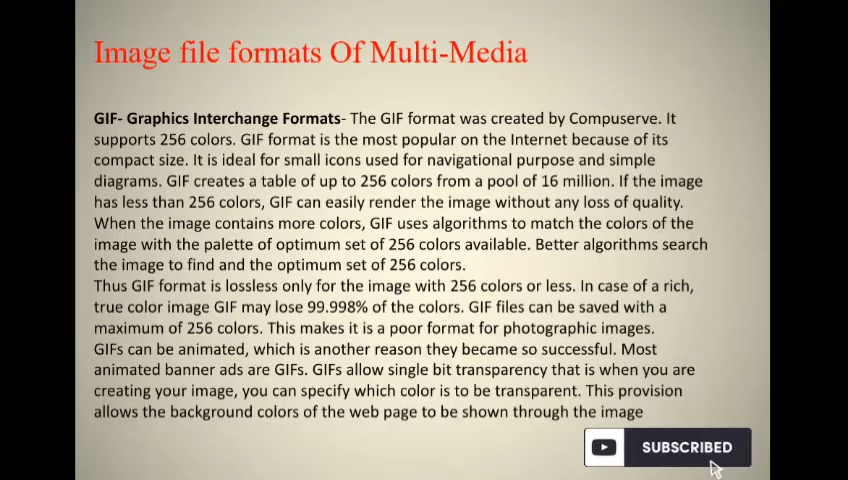 Image file formats Of Multi-Media
GIF- Graphics Interchange Formats- The GIF format was created by Compuserve. It
supports 256 colors. GIF format is the most popular on the Internet because of its
compact size. It is ideal for small icons used for navigational purpose and simple
diagrams. GIF creates a table of up to 256 colors from a pool of 16 million. If the image
has less than 256 colors, GIF can easily render the image without any loss of quality.
When the image contains more colors, GIF uses algorithms to match the colors of the
image with the palette of optimum set of 256 colors available. Better algorithms search
the image to find and the optimum set of 256 colors.
Thus GIF format is lossless only for the image with 256 colors or less. In case of a rich,
true color image GIF may lose 99.998% of the colors. GIF files can be saved with a
maximum of 256 colors. This makes it is a poor format for photographic images.
GIFs can be animated, which is another reason they became so successful. Most
animated banner ads are GIFs. GIFs allow single bit transparency that is when you are
creating your image, you can specify which color is to be transparent. This provision
allows the background colors of the web page to be shown through the image
SUBSCRIBED